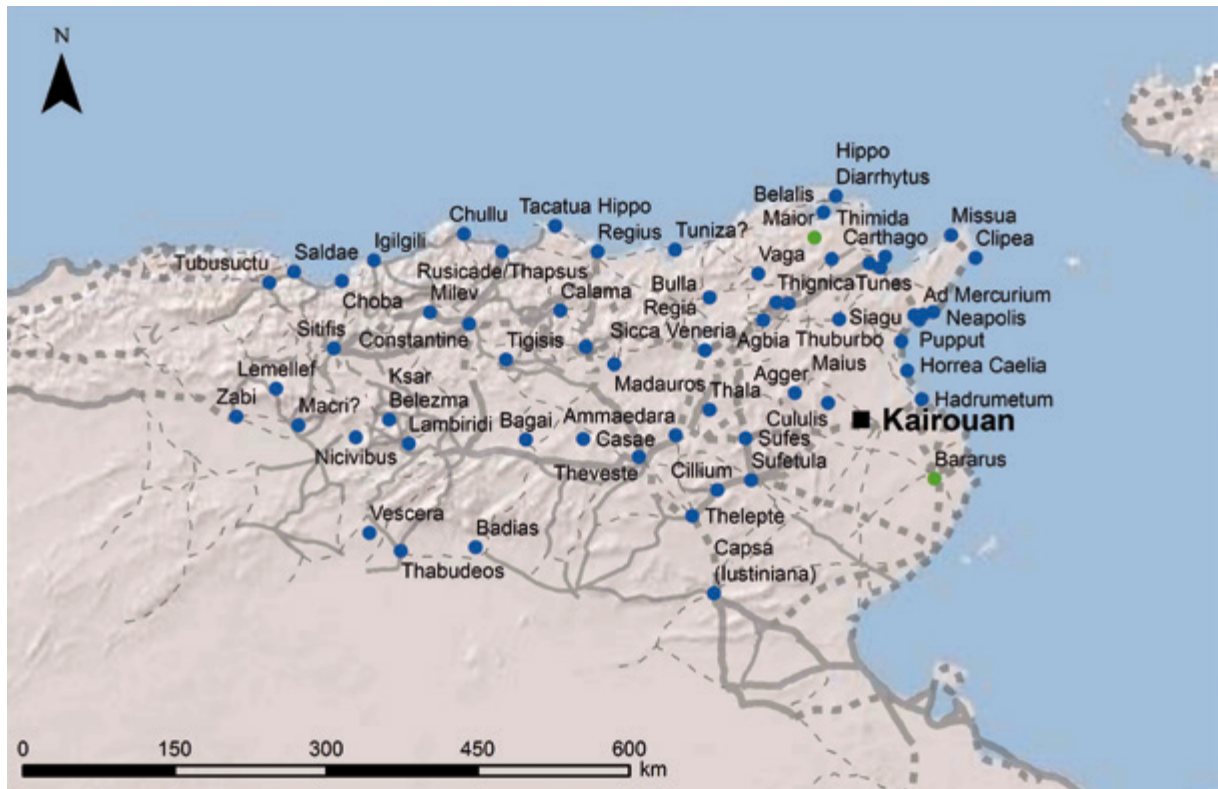 N
Hippo
Diarrhytus
Belalis
Maior
Thimida
Carthago
Missua
Clipea
Tacatua
Hippo
Regius
Chullu
Tuniza?
Igilgili
Saldae
Tubusuctu
Vaga
Rusicade/Thapsus
Choba
Milev
Calama
Bulla
Regia
Thignica
Tunes
Ad Mercurium
Neapolis
Siagu
Pupput
Sitifis
Constantine
Tigisis
Sicca Veneria
Agbia
Thuburbo
Maius
Horrea Caelia
Lemellef
Ksar
Belezma
Madauros
Thala
Agger
Hadrumetum
Zabi
Macri?
Lambiridi
Bagai
Ammaedara
Cululis
Kairouan
Nicivibus
Casae
Theveste
Sufes
Sufetula
Cillium
Bararus
Vescera
Badias
Thelepte
Thabudeos
Capsa
(Iustiniana)
0
150
300
450
600
km